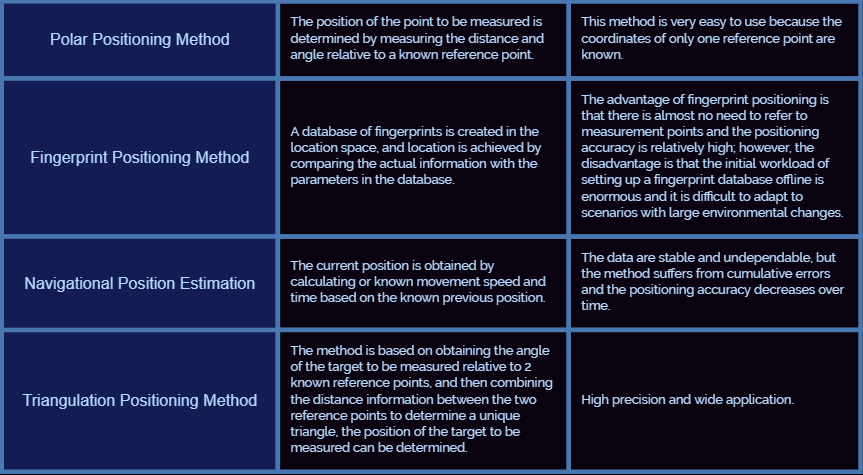 Polar Positioning Method
The position of the point to be measured is
determined by measuring the distance and
angle relative to a known reference point.
This method is very easy to use because the
coordinates of only one reference point are
known.
Fingerprint Positioning Method
A database of fingerprints is created in the
location space, and location is achieved by
comparing the actual information with the
parameters in the database.
The advantage of fingerprint positioning is
that there is almost no need to refer to
measurement points and the positioning
accuracy is relatively high; however, the
disadvantage is that the initial workload of
setting up a fingerprint database offline is
enormous and it is difficult to adapt to
scenarios with large environmental changes.
Navigational Position Estimation
The current position is obtained by
calculating or known movement speed and
time based on the known previous position.
The data are stable and undependable, but
the method suffers from cumulative errors
and the positioning accuracy decreases over
time.
Triangulation Positioning Method
The method is based on obtaining the angle
of the target to be measured relative to 2
known reference points, and then combining
the distance information between the two
reference points to determine a unique
triangle, the position of the target to be
measured can be determined.
High precision and wide application.